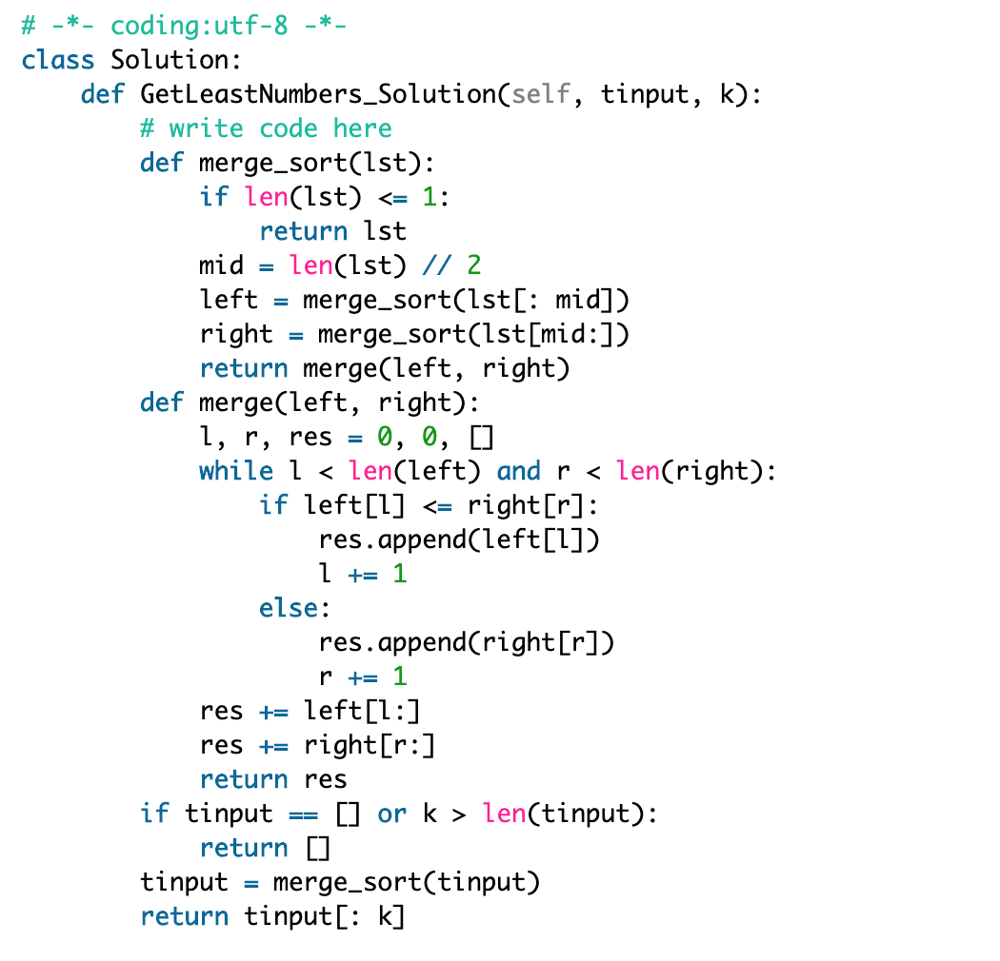 # -*- coding:utf-8 -*-
class Solution:
    def GetLeastNumbers_Solution(self, tinput, k):
        # write code here
        def merge_sort(lst):
            if len(lst) <= 1:
                return lst
            mid = len(lst) // 2
            left = merge_sort(lst[: mid])
            right = merge_sort(lst[mid:])
            return merge(left, right)
        def merge(left, right):
            l, r, res = 0, 0, []
            while l < len(left) and r < len(right):
                if left[l] <= right[r]:
                    res.append(left[l])
                    l += 1
                else:
                    res.append(right[r])
                    r += 1
            res += left[l:]
            res += right[r:]
            return res
        if tinput == [] or k > len(tinput):
            return []
        tinput = merge_sort(tinput)
        return tinput[: k]